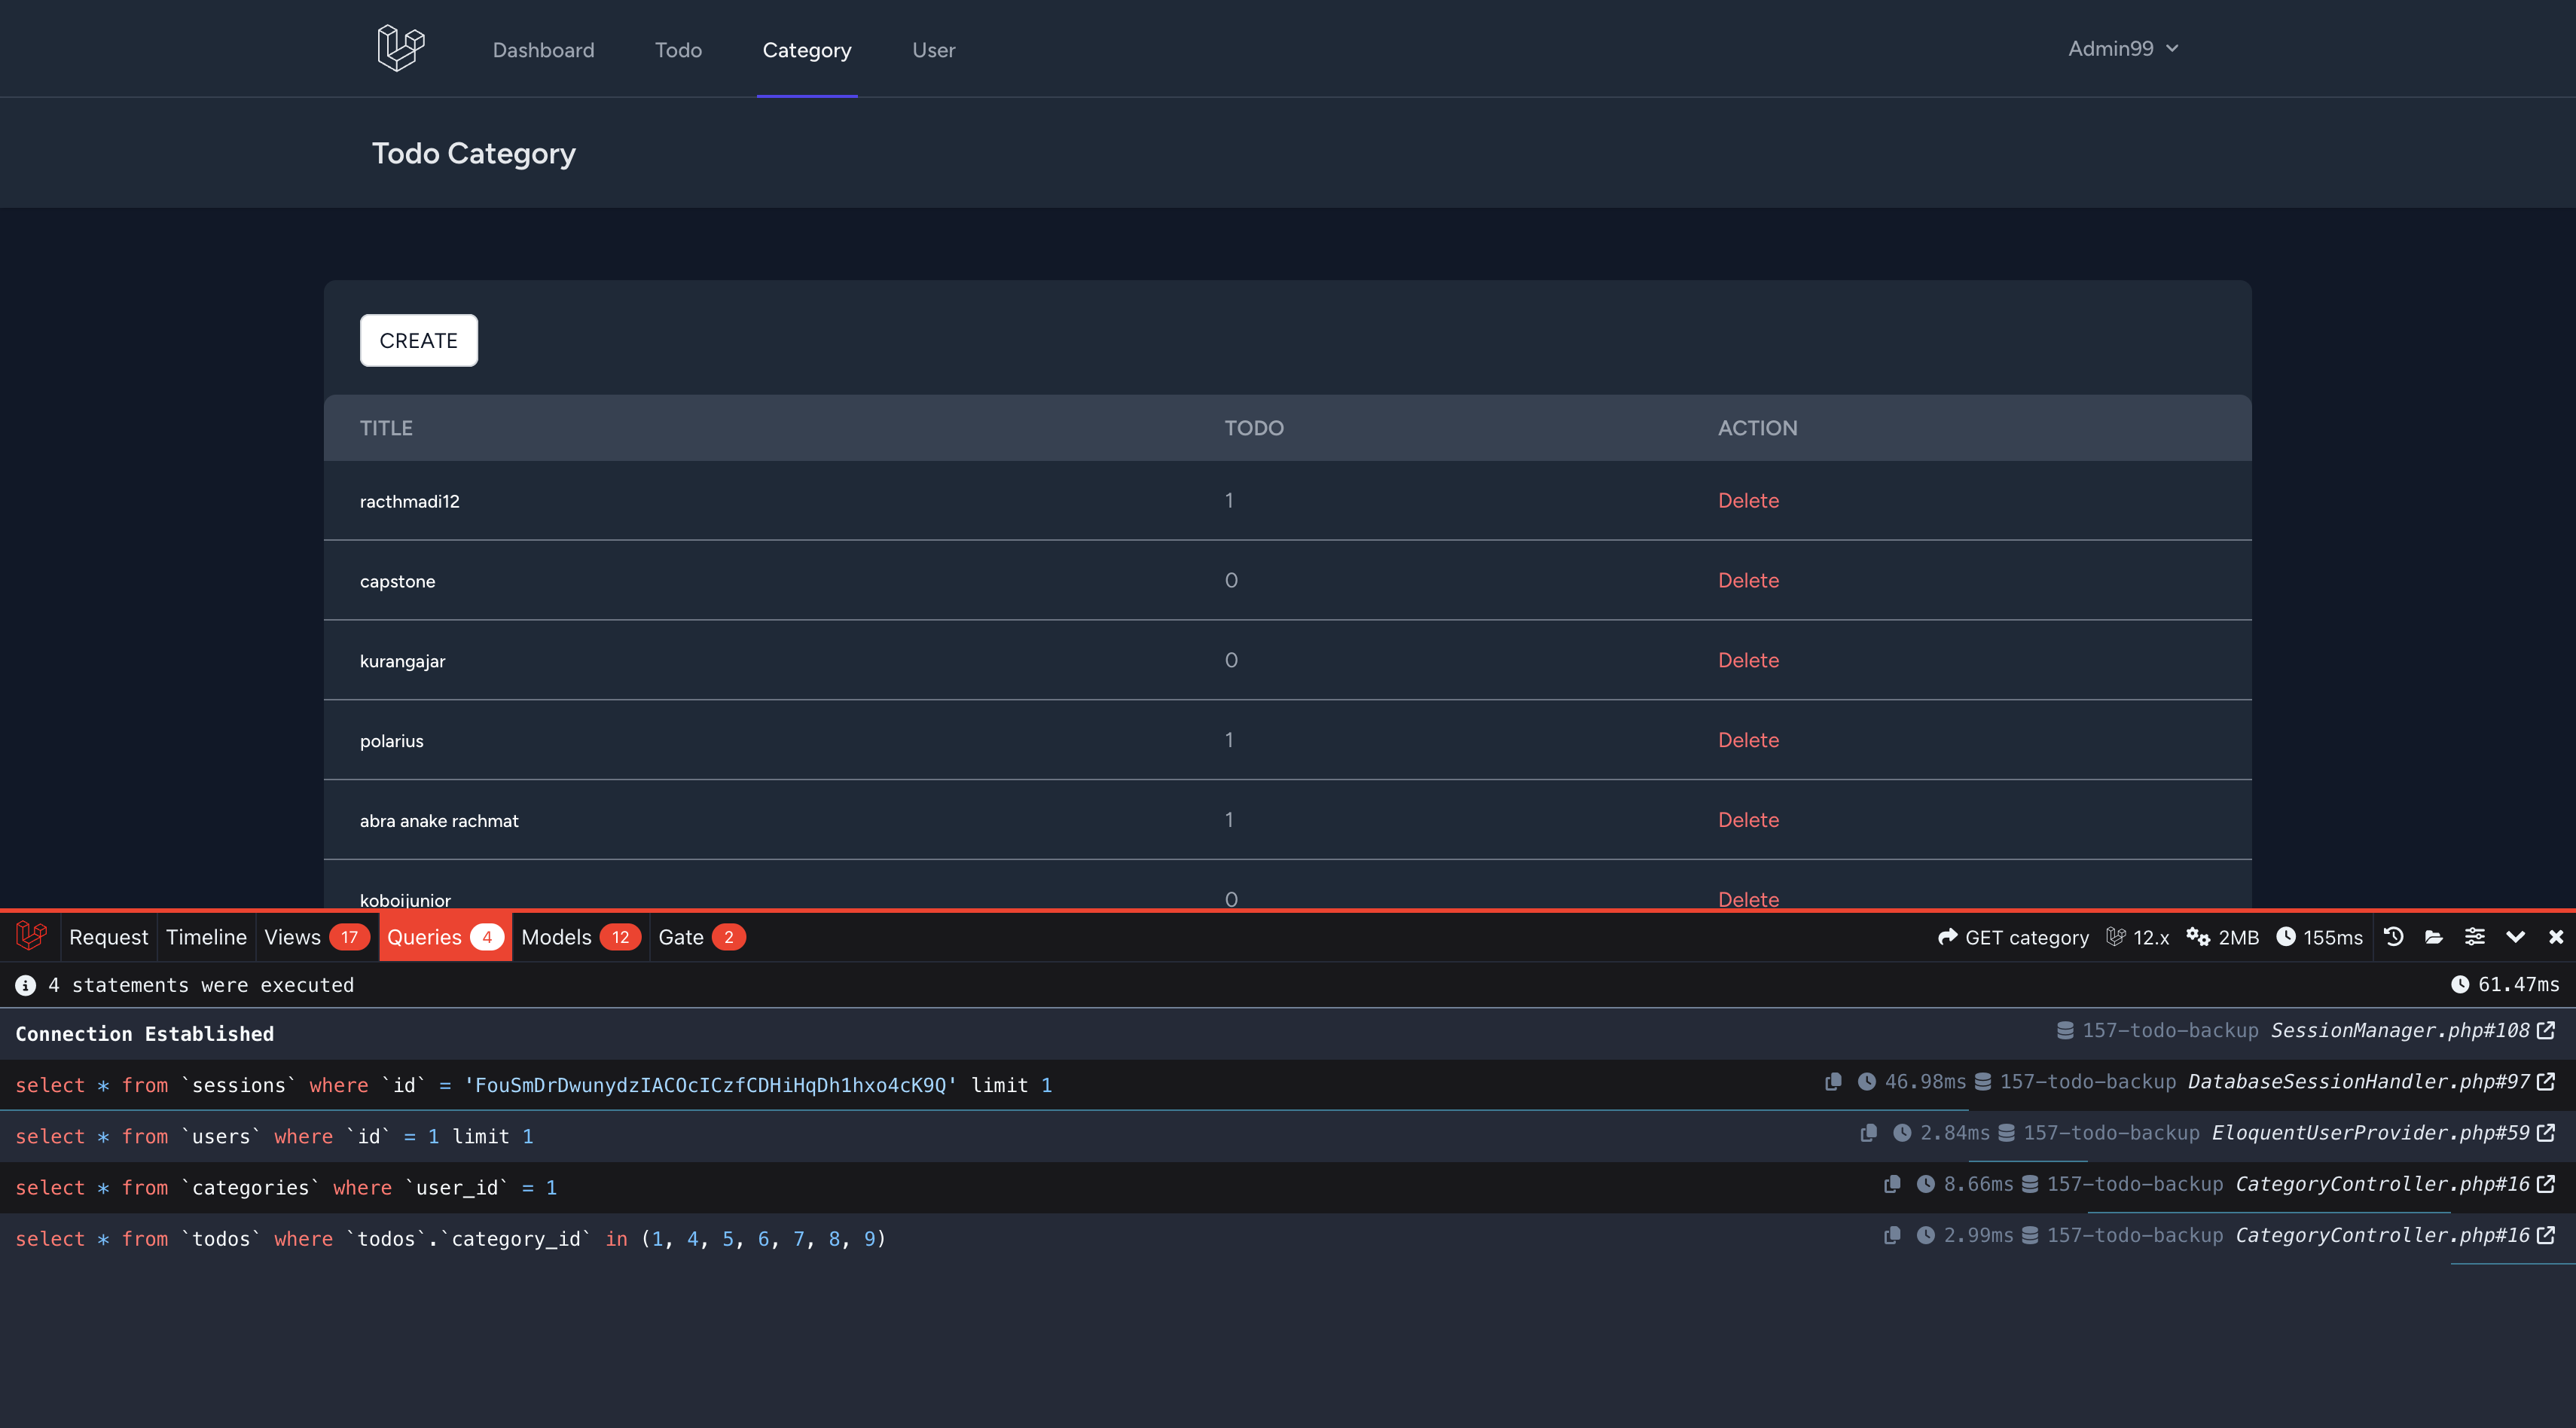 Dashboard Todo Category User Admin99
Todo Category
CREATE
TITLE TODO ACTION
racthmadi12 1 Delete
capstone 0 Delete
kurangajar 0 Delete
polarius 1 Delete
abra anake rachmat 1 Delete
koboijunior 0 Delete
Request Timeline Views 17 Queries 4 Models 12 Gate 2 GET category 12.x 2MB 155ms
4 statements were executed 61.47ms
Connection Established 157-todo-backup SessionManager.php#108
select * from `sessions` where `id` = 'FouSmDrDwunydzIACOcICzfCDHiHqDh1hxo4cK9Q' limit 1 46.98ms 157-todo-backup DatabaseSessionHandler.php#97
select * from `users` where `id` = 1 limit 1 2.84ms 157-todo-backup EloquentUserProvider.php#59
select * from `categories` where `user_id` = 1 8.66ms 157-todo-backup CategoryController.php#16
select * from `todos` where `todos`.`category_id` in (1, 4, 5, 6, 7, 8, 9) 2.99ms 157-todo-backup CategoryController.php#16